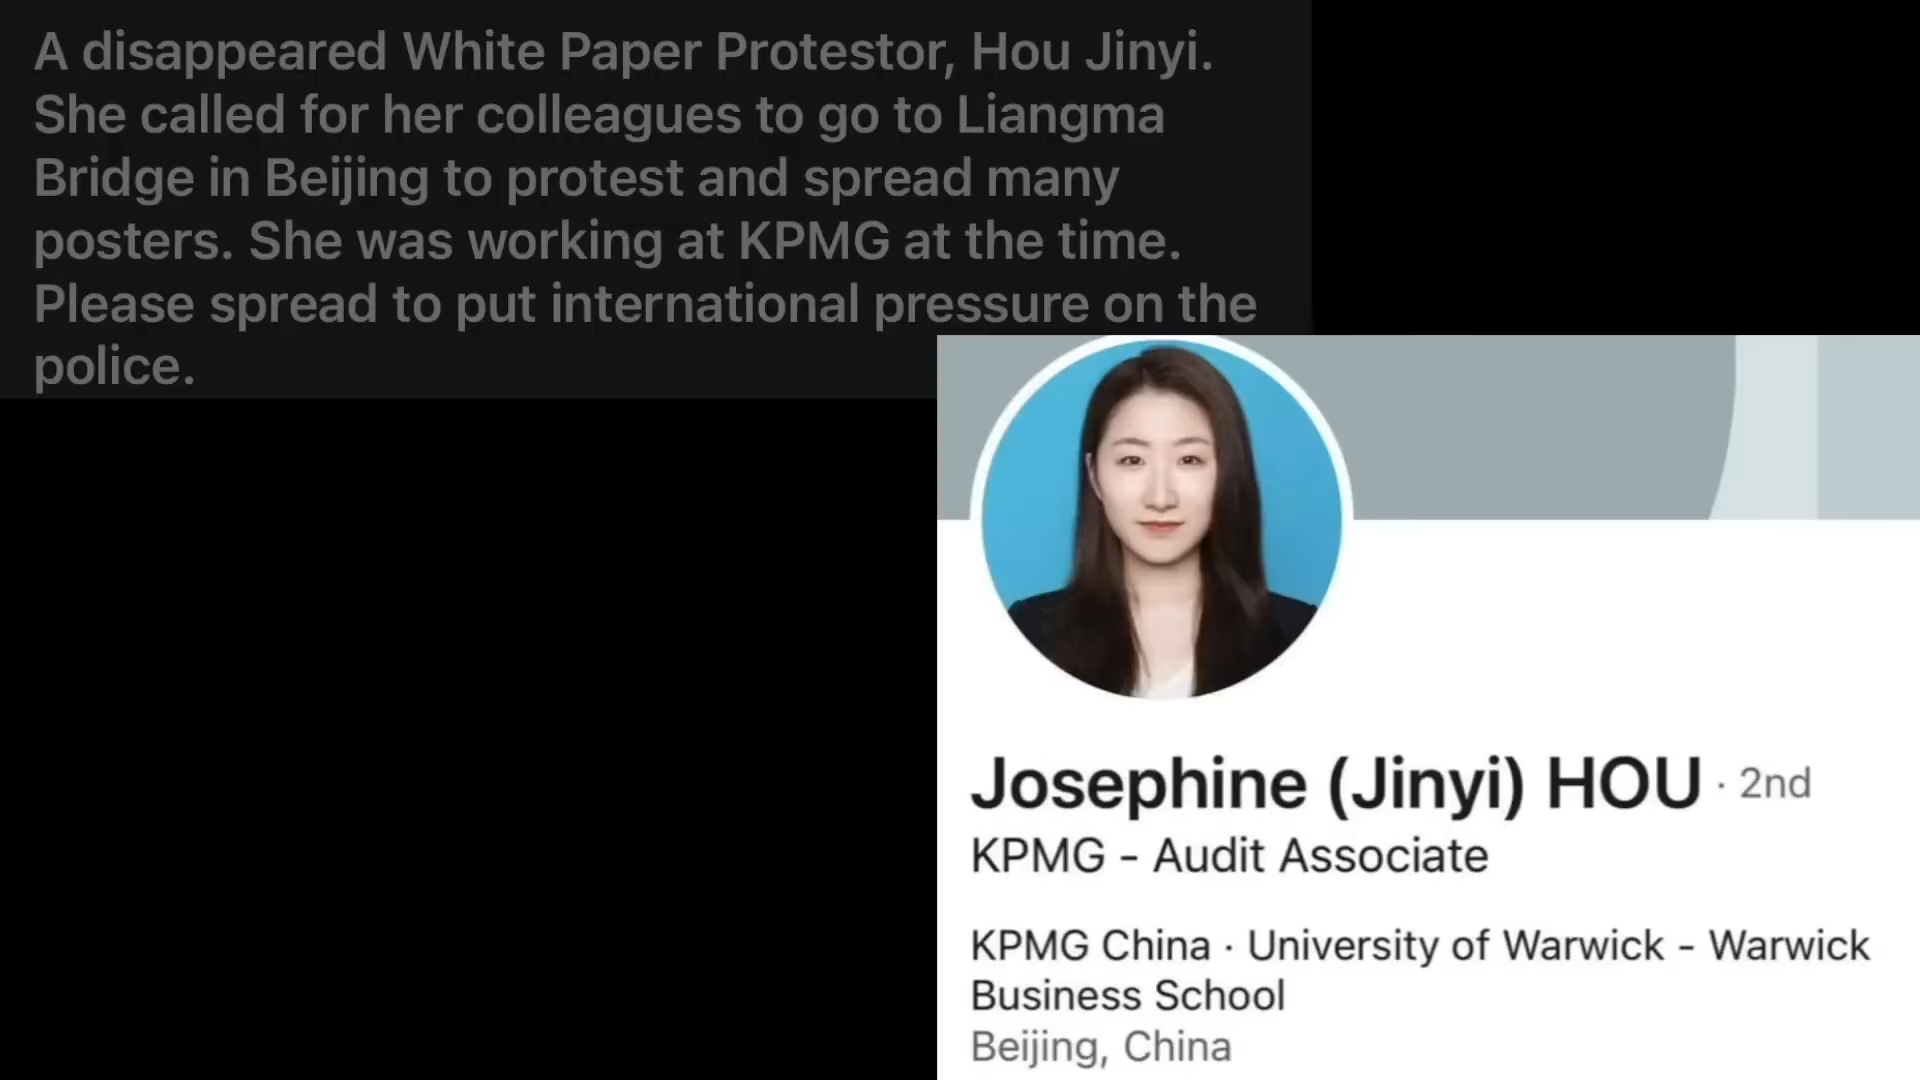 A disappeared White Paper Protestor, Hou Jinyi.
She called for her colleagues to go to Liangma
Bridge in Beijing to protest and spread many
posters. She was working at KPMG at the time.
Please spread to put international pressure on the
police.
Josephine (Jinyi) HOU · 2nd
KPMG - Audit Associate
KPMG China · University of Warwick - Warwick
Business School
Beijing, China